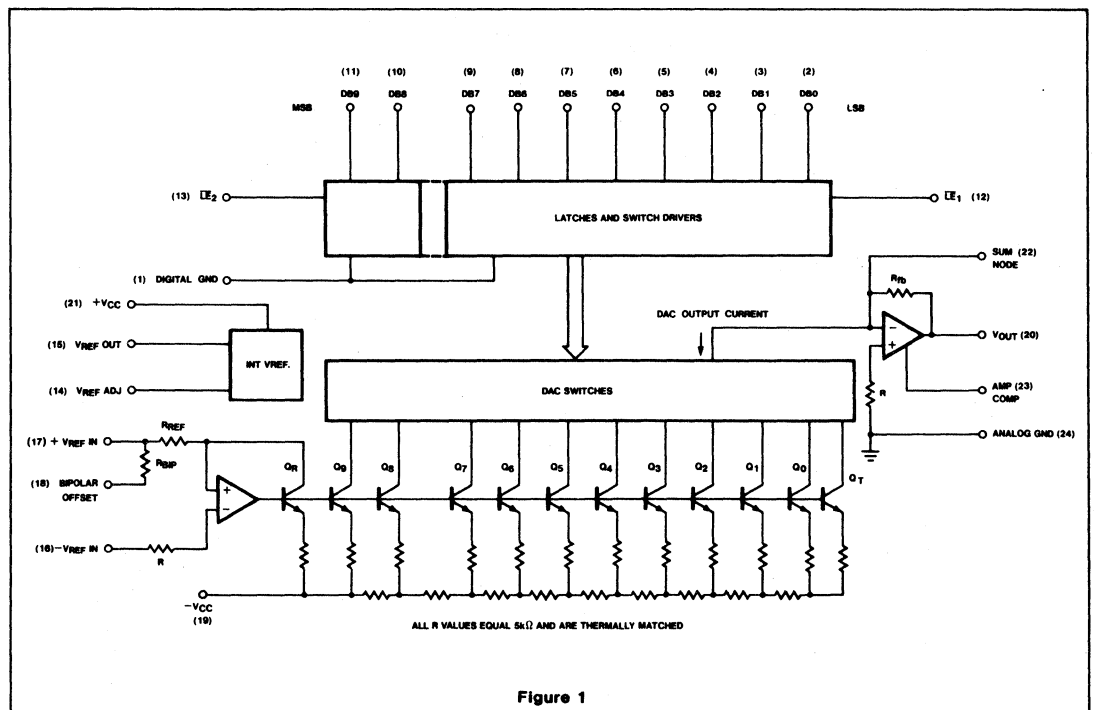 (11) (10) (9) (8) (7) (6) (5) (4) (3) (2)
MSB DB9 DB8 DB7 DB6 DB5 DB4 DB3 DB2 DB1 DB0 LSB
(13) LE2
LATCHES AND SWITCH DRIVERS
LE1 (12)
(1) DIGITAL GND
SUM (22)
NODE
Rfb
(21) +VCC
DAC OUTPUT CURRENT
− VOUT (20)
+
(15) VREF OUT
INT VREF.
(14) VREF ADJ
DAC SWITCHES
R
AMP (23)
COMP
ANALOG GND (24)
(17) + VREF IN
RREF
RBIP
QR Q9 Q8 Q7 Q6 Q5 Q4 Q3 Q2 Q1 Q0 QT
(18) BIPOLAR
OFFSET
+
−
(16) −VREF IN
R
−VCC
(19)
ALL R VALUES EQUAL 5kΩ AND ARE THERMALLY MATCHED
Figure 1